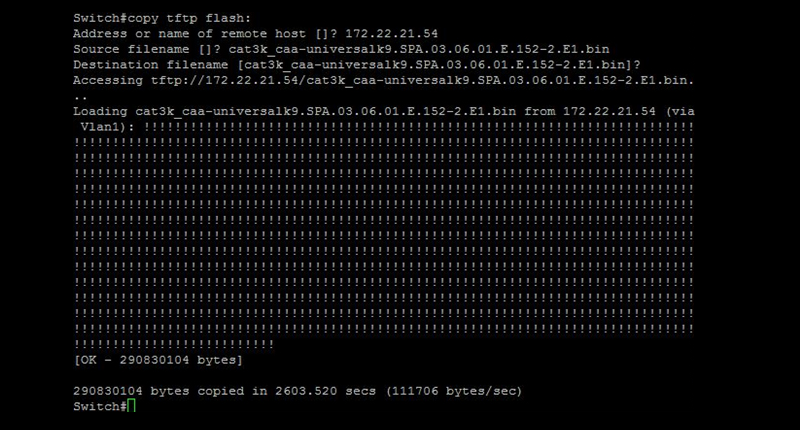 Switch#copy tftp flash:
Address or name of remote host []? 172.22.21.54
Source filename []? cat3k_caa-universalk9.SPA.03.06.01.E.152-2.E1.bin
Destination filename [cat3k_caa-universalk9.SPA.03.06.01.E.152-2.E1.bin]?
Accessing tftp://172.22.21.54/cat3k_caa-universalk9.SPA.03.06.01.E.152-2.E1.bin.
..
Loading cat3k_caa-universalk9.SPA.03.06.01.E.152-2.E1.bin from 172.22.21.54 (via
 Vlan1): !!!!!!!!!!!!!!!!!!!!!!!!!!!!!!!!!!!!!!!!!!!!!!!!!!!!!!!!!!!!!!!!!!!!!!!
!!!!!!!!!!!!!!!!!!!!!!!!!!!!!!!!!!!!!!!!!!!!!!!!!!!!!!!!!!!!!!!!!!!!!!!!!!!!!!!!
!!!!!!!!!!!!!!!!!!!!!!!!!!!!!!!!!!!!!!!!!!!!!!!!!!!!!!!!!!!!!!!!!!!!!!!!!!!!!!!!
!!!!!!!!!!!!!!!!!!!!!!!!!!!!!!!!!!!!!!!!!!!!!!!!!!!!!!!!!!!!!!!!!!!!!!!!!!!!!!!!
!!!!!!!!!!!!!!!!!!!!!!!!!!!!!!!!!!!!!!!!!!!!!!!!!!!!!!!!!!!!!!!!!!!!!!!!!!!!!!!!
!!!!!!!!!!!!!!!!!!!!!!!!!!!!!!!!!!!!!!!!!!!!!!!!!!!!!!!!!!!!!!!!!!!!!!!!!!!!!!!!
!!!!!!!!!!!!!!!!!!!!!!!!!!!!!!!!!!!!!!!!!!!!!!!!!!!!!!!!!!!!!!!!!!!!!!!!!!!!!!!!
!!!!!!!!!!!!!!!!!!!!!!!!!!!!!!!!!!!!!!!!!!!!!!!!!!!!!!!!!!!!!!!!!!!!!!!!!!!!!!!!
!!!!!!!!!!!!!!!!!!!!!!!!!!!!!!!!!!!!!!!!!!!!!!!!!!!!!!!!!!!!!!!!!!!!!!!!!!!!!!!!
!!!!!!!!!!!!!!!!!!!!!!!!!!!!!!!!!!!!!!!!!!!!!!!!!!!!!!!!!!!!!!!!!!!!!!!!!!!!!!!!
!!!!!!!!!!!!!!!!!!!!!!!!!!!!!!!!!!!!!!!!!!!!!!!!!!!!!!!!!!!!!!!!!!!!!!!!!!!!!!!!
!!!!!!!!!!!!!!!!!!!!!!!!!!!!!!!!!!!!!!!!!!!!!!!!!!!!!!!!!!!!!!!!!!!!!!!!!!!!!!!!
!!!!!!!!!!!!!!!!!!!!!!!!!!!!!!!!!!!!!!!!!!!!!!!!!!!!!!!!!!!!!!!!!!!!!!!!!!!!!!!!
!!!!!!!!!!!!!!!!!!!!!!!!!!!!!!!!!!!!!!!!!!!!!!!!!!!!!!!!!!!!!!!!!!!!!!!!!!!!!!!!
!!!!!!!!!!!!!!!!!!!!!!!!!!
[OK - 290830104 bytes]

290830104 bytes copied in 2603.520 secs (111706 bytes/sec)
Switch#